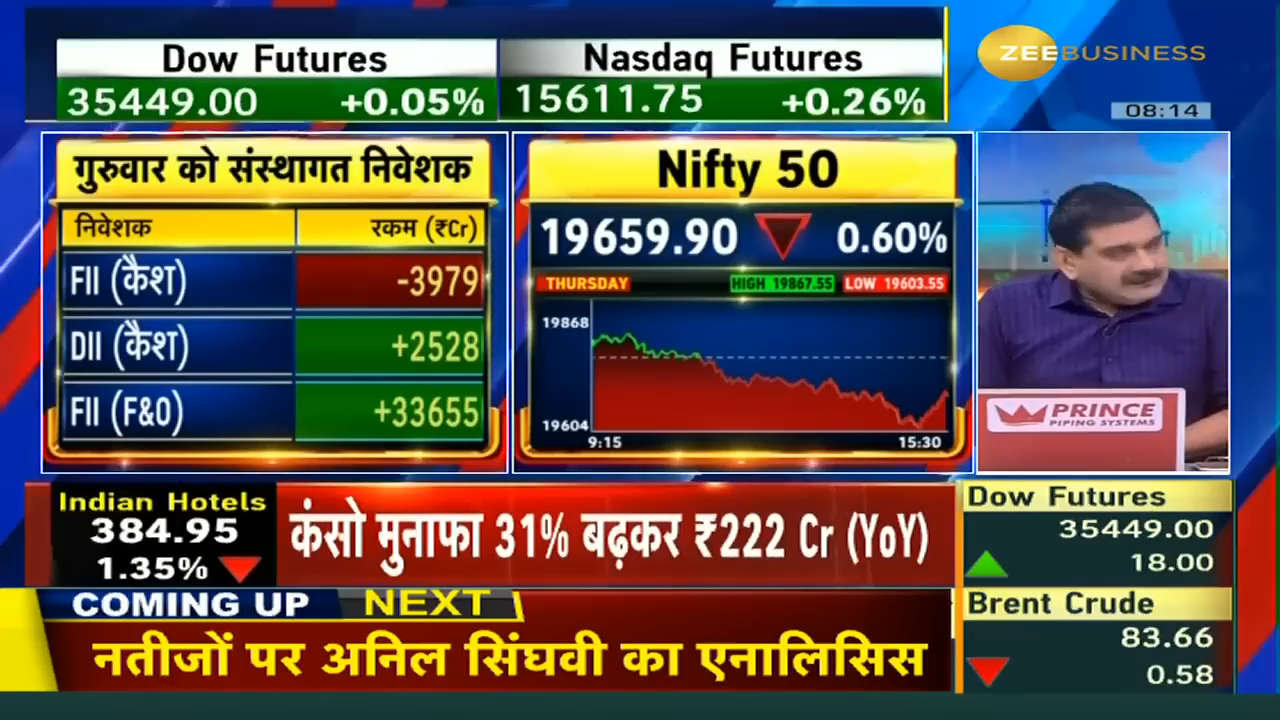 Dow Futures
35449.00 +0.05%
Nasdaq Futures
15611.75 +0.26%
ZEEBUSINESS
08:14
गुरुवार को संस्थागत निवेशक
निवेशक रकम (₹Cr)
FII (कैश) -3979
DII (कैश) +2528
FII (F&O) +33655
Nifty 50
19659.90 0.60%
THURSDAY HIGH 19867.55 LOW 19603.55
19868
19604
9:15 15:30
PRINCE
PIPING SYSTEMS
Indian Hotels
384.95
1.35%
कंसो मुनाफा 31% बढ़कर ₹222 Cr (YoY)
COMING UP NEXT
नतीजों पर अनिल सिंघवी का एनालिसिस
Dow Futures
35449.00
18.00
Brent Crude
83.66
0.58